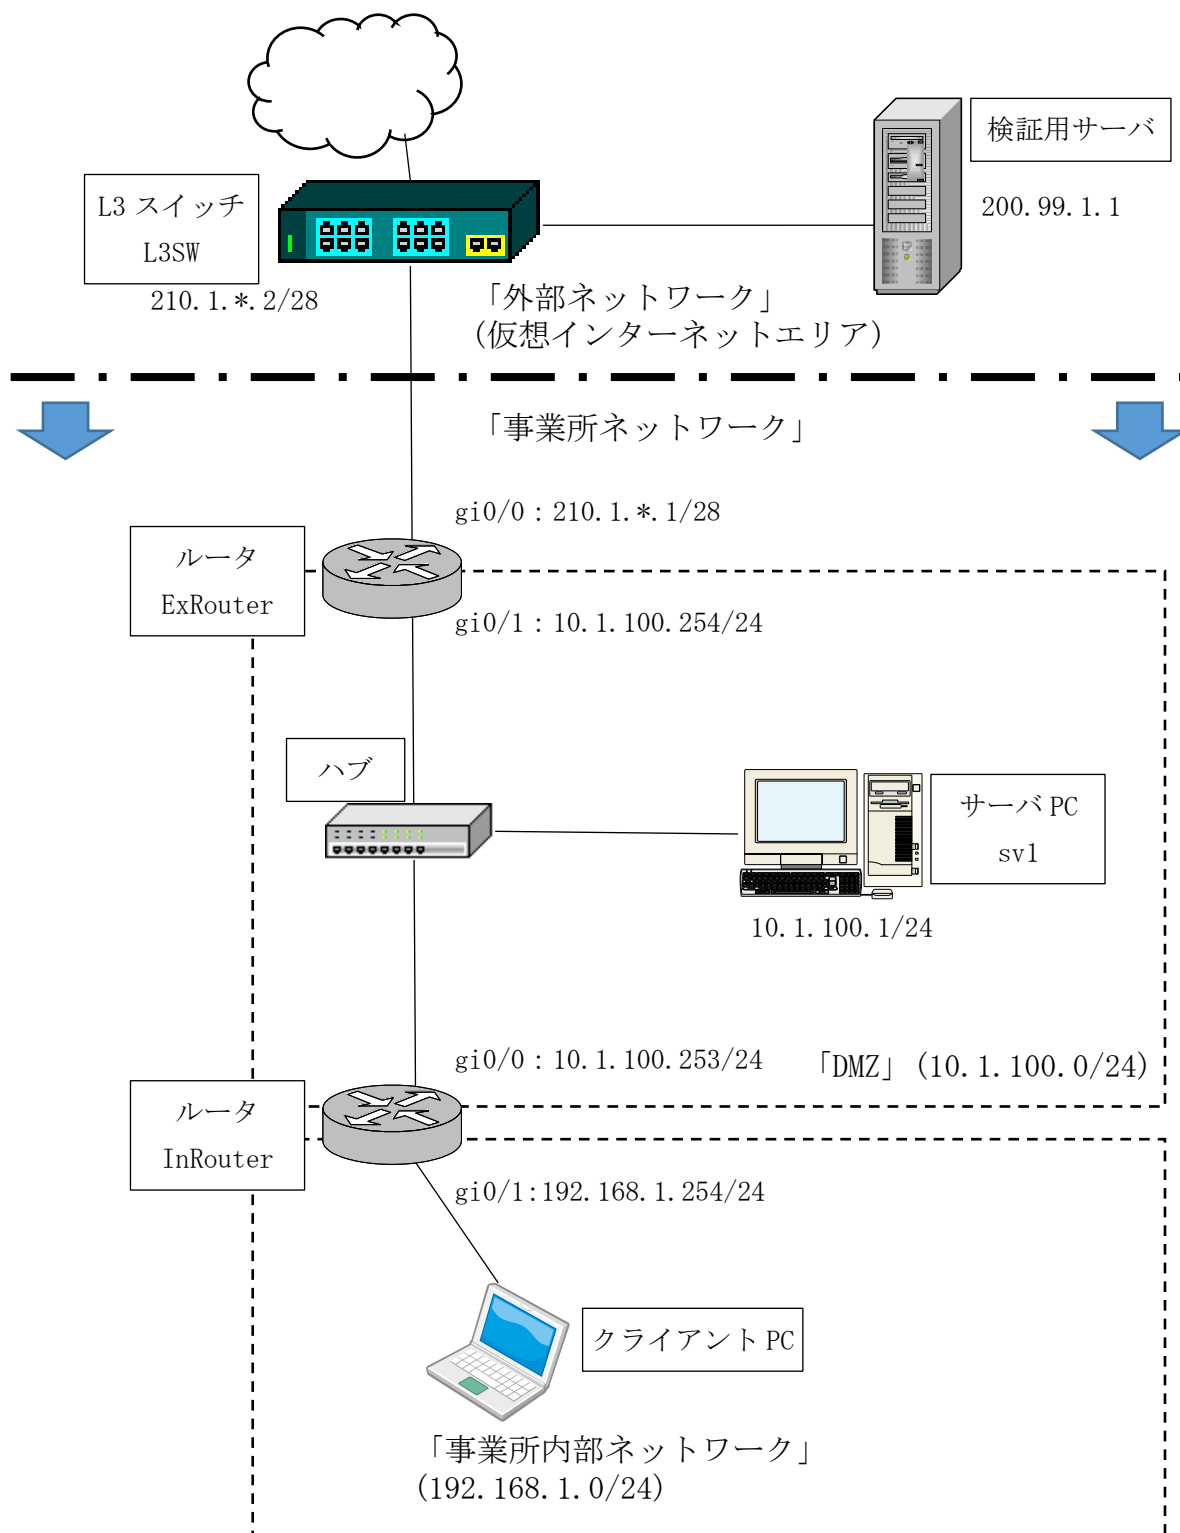 検証用サーバ
200.99.1.1
L3 スイッチ
L3SW
210.1.*.2/28
「外部ネットワーク」
(仮想インターネットエリア)
「事業所ネットワーク」
gi0/0：210.1.*.1/28
ルータ
ExRouter
gi0/1：10.1.100.254/24
ハブ
サーバ PC
sv1
10.1.100.1/24
gi0/0：10.1.100.253/24
「DMZ」(10.1.100.0/24)
ルータ
InRouter
gi0/1:192.168.1.254/24
クライアント PC
「事業所内部ネットワーク」
(192.168.1.0/24)